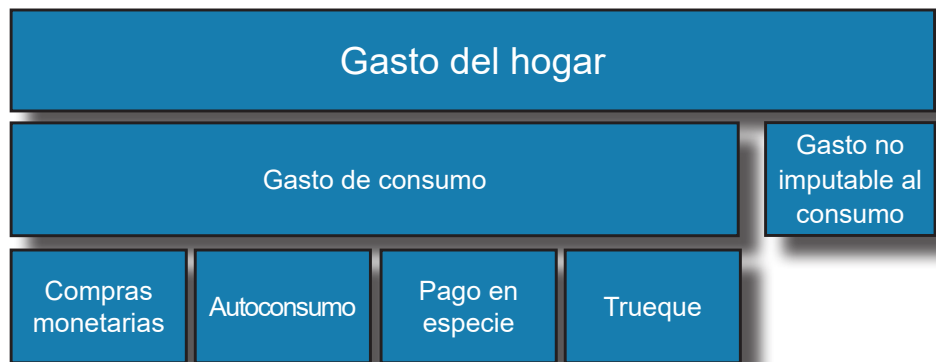 Gasto del hogar
Gasto de consumo
Gasto no
imputable al
consumo
Compras
monetarias
Autoconsumo
Pago en
especie
Trueque